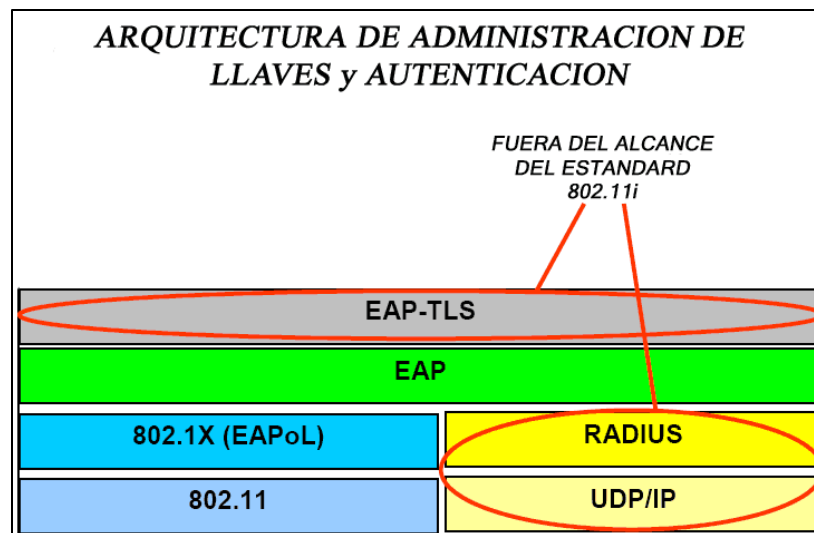 ARQUITECTURA DE ADMINISTRACION DE
LLAVES y AUTENTICACION
FUERA DEL ALCANCE
DEL ESTANDARD
802.11i
EAP-TLS
EAP
802.1X (EAPoL)
RADIUS
802.11
UDP/IP